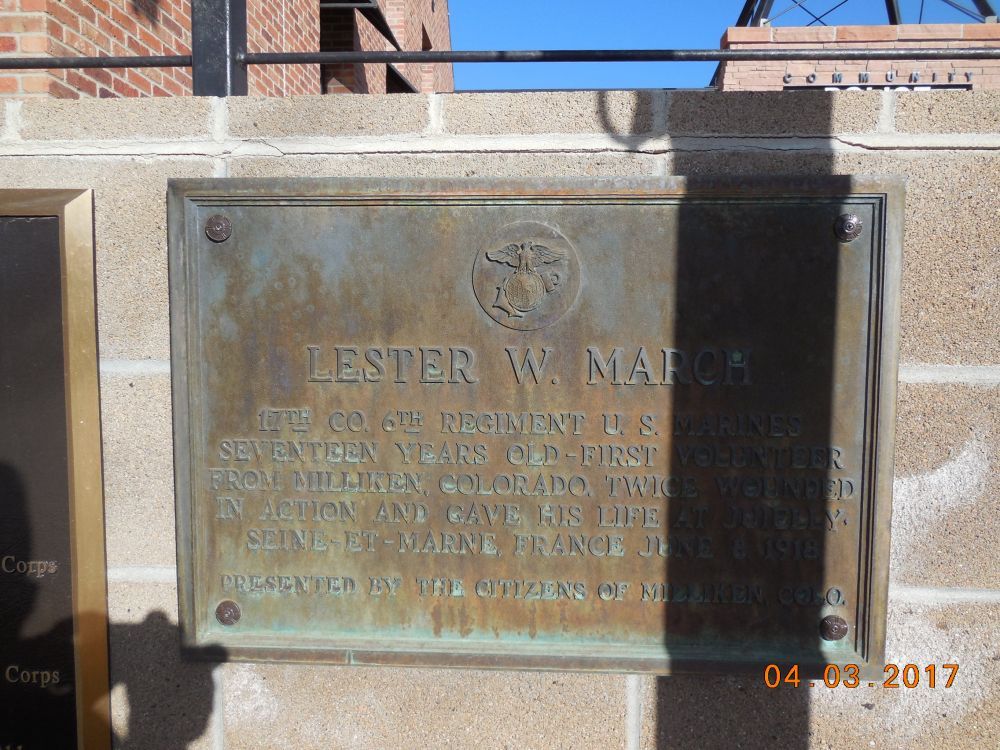 COMMUNITY
LESTER W. MARCH
17TH CO. 6TH REGIMENT U. S. MARINES
SEVENTEEN YEARS OLD-FIRST VOLUNTEER
FROM MILLIKEN, COLORADO. TWICE WOUNDED
IN ACTION AND GAVE HIS LIFE AT JUIELLY-
SEINE-ET-MARNE, FRANCE JUNE 8, 1918
PRESENTED BY THE CITIZENS OF MILLIKEN, COLO.
Corps
Corps
04.03.2017